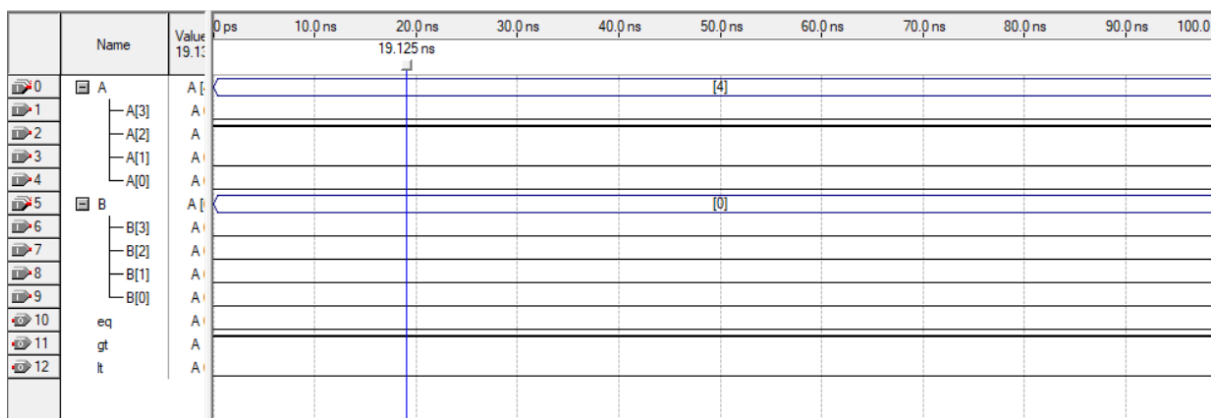 Name
Value
19.13
0 ps 10.0 ns 20.0 ns 30.0 ns 40.0 ns 50.0 ns 60.0 ns 70.0 ns 80.0 ns 90.0 ns 100.0
19.125 ns
0 A A [ [4]
1 A[3] A
2 A[2] A
3 A[1] A
4 A[0] A
5 B A [ [0]
6 B[3] A
7 B[2] A
8 B[1] A
9 B[0] A
10 eq A
11 gt A
12 lt A